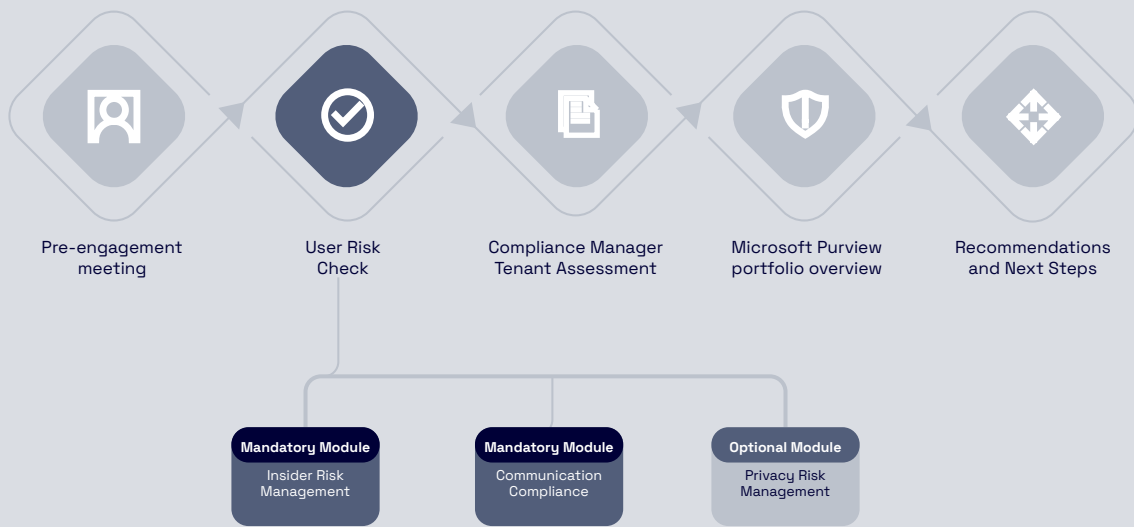 Pre-engagement
meeting
User Risk
Check
Compliance Manager
Tenant Assessment
Microsoft Purview
portfolio overview
Recommendations
and Next Steps
Mandatory Module
Insider Risk
Management
Mandatory Module
Communication
Compliance
Optional Module
Privacy Risk
Management